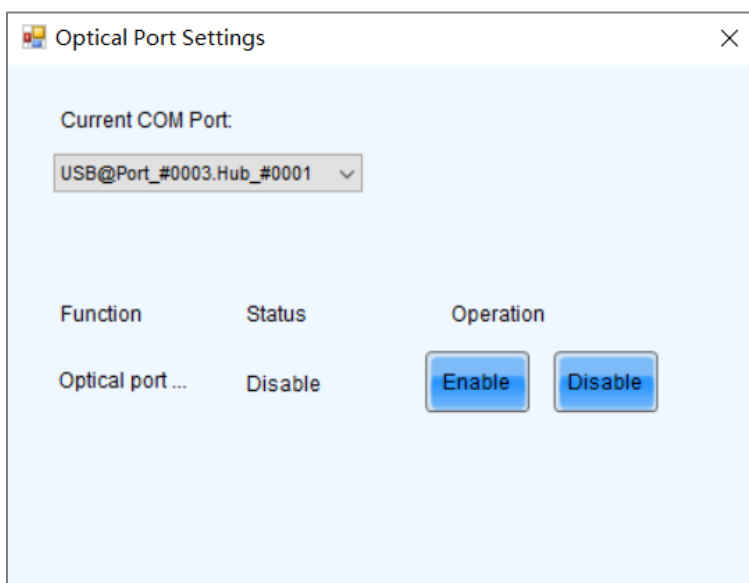 Optical Port Settings
Current COM Port:
USB@Port_#0003.Hub_#0001
Function Status Operation
Optical port ... Disable Enable Disable